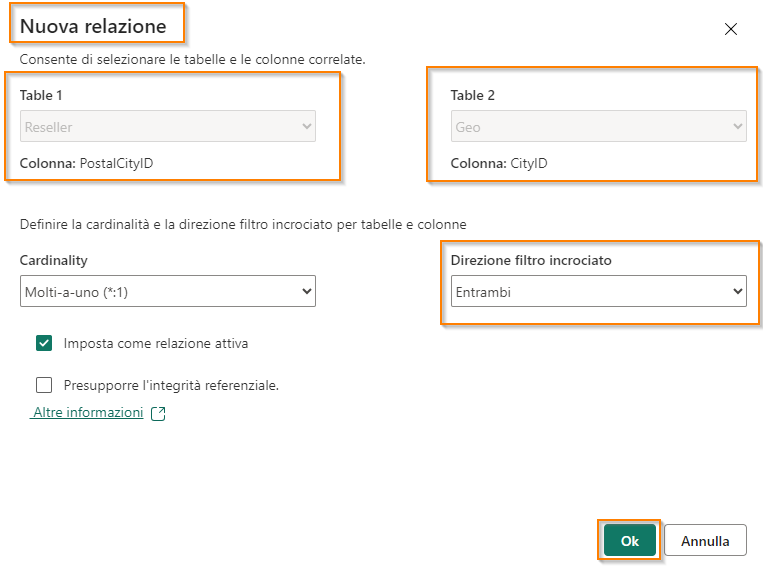 Nuova relazione
Consente di selezionare le tabelle e le colonne correlate.
Table 1
Reseller
Colonna: PostalCityID
Table 2
Geo
Colonna: CityID
Definire la cardinalità e la direzione filtro incrociato per tabelle e colonne
Cardinality
Molti-a-uno (*:1)
Direzione filtro incrociato
Entrambi
Imposta come relazione attiva
Presupporre l'integrità referenziale.
Altre informazioni
Ok
Annulla